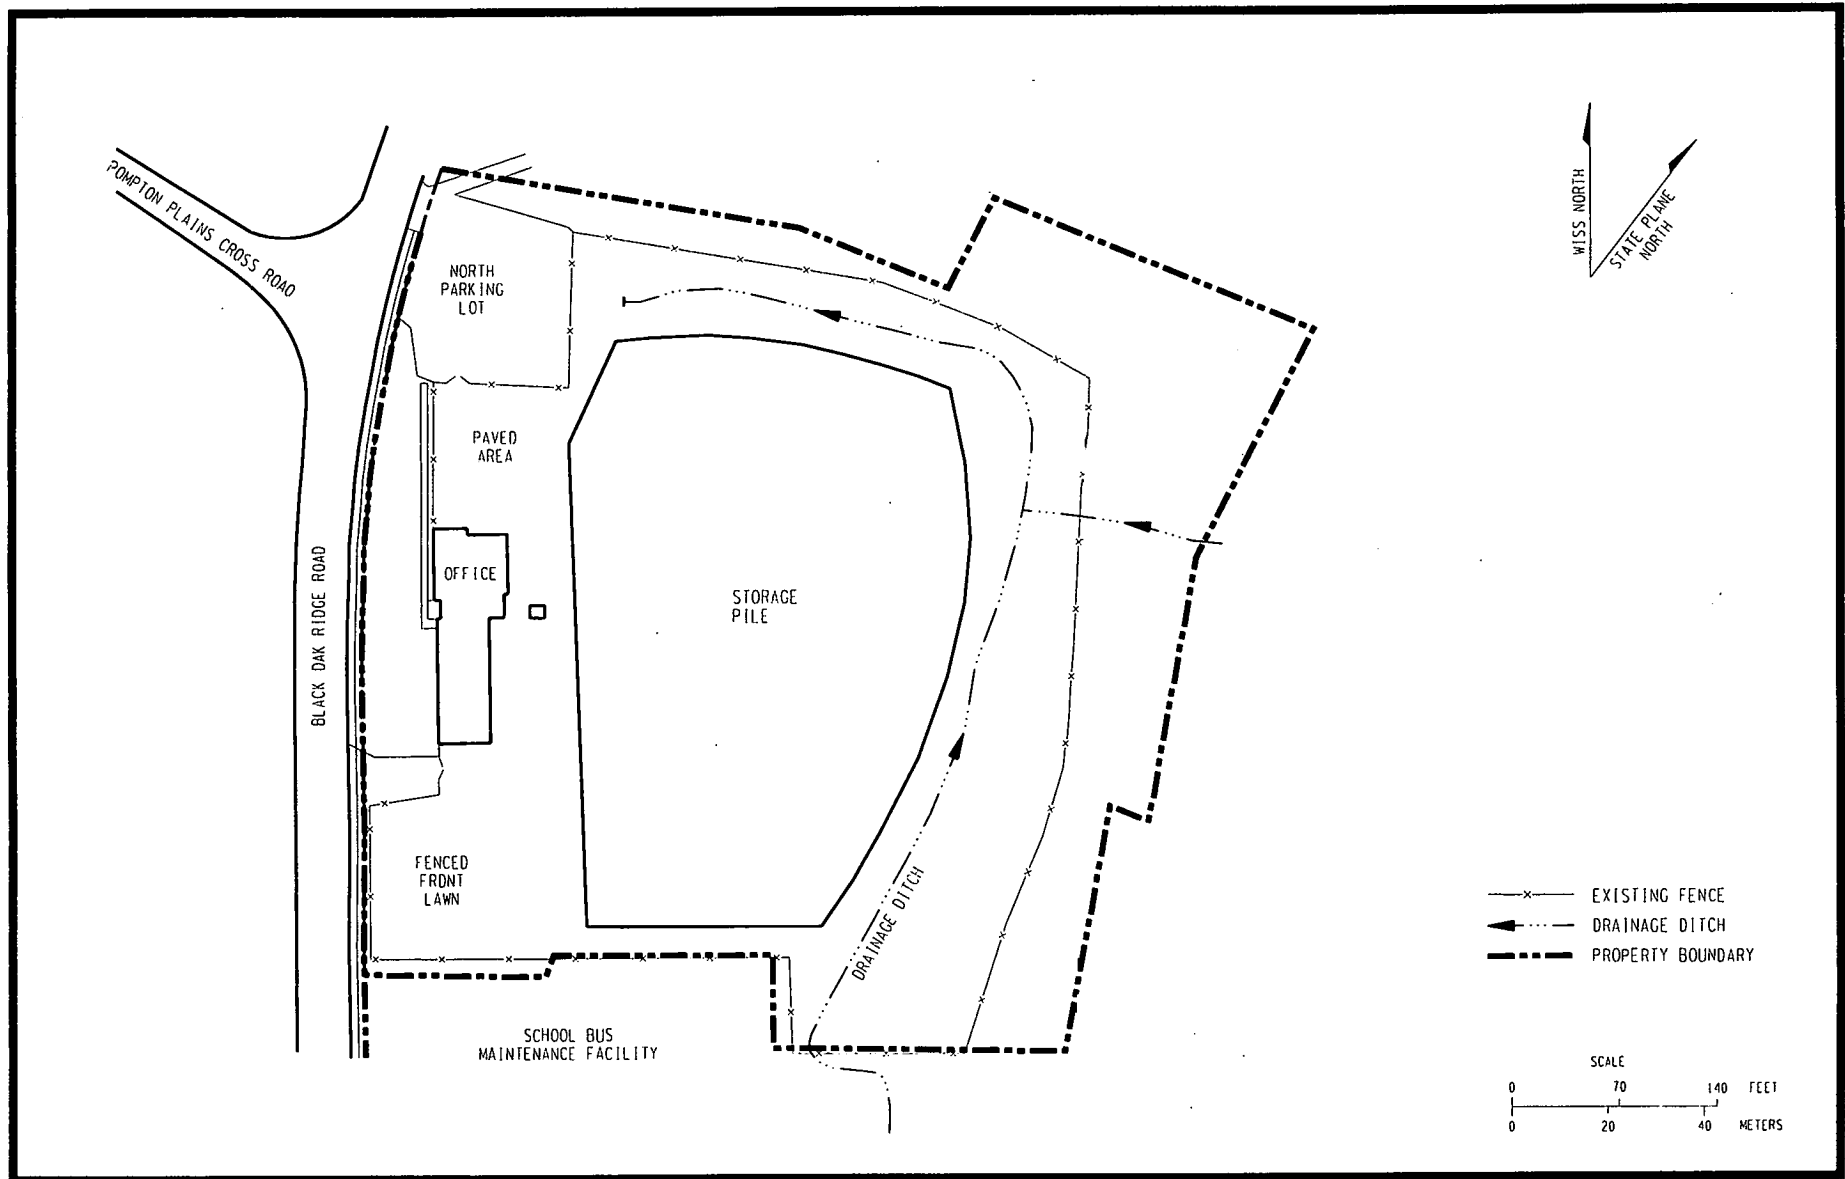 POMPTON PLAINS CROSS ROAD
NORTH
PARKING
LOT
WISS NORTH
STATE PLANE
NORTH
PAVED
AREA
OFFICE
STORAGE
PILE
BLACK OAK RIDGE ROAD
FENCED
FRONT
LAWN
DRAINAGE DITCH
SCHOOL BUS
MAINTENANCE FACILITY
EXISTING FENCE
DRAINAGE DITCH
PROPERTY BOUNDARY
SCALE
0 70 140 FEET
0 20 40 METERS